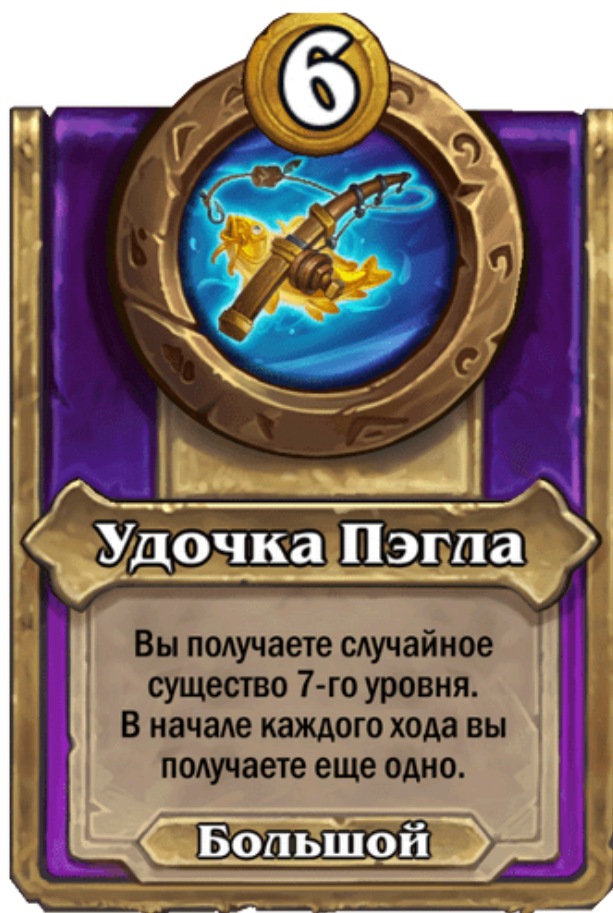 6
Удочка Пэгла
Вы получаете случайное
существо 7-го уровня.
В начале каждого хода вы
получаете еще одно.
Большой